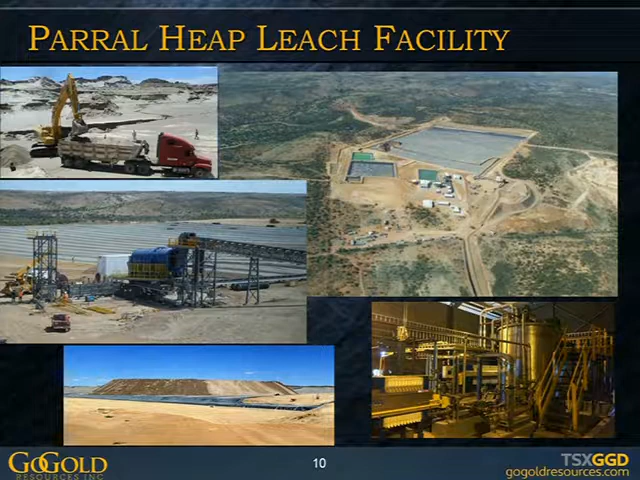 PARRAL HEAP LEACH FACILITY
GOGOLD
RESOURCES INC
10
TSXGGD
gogoldresources.com